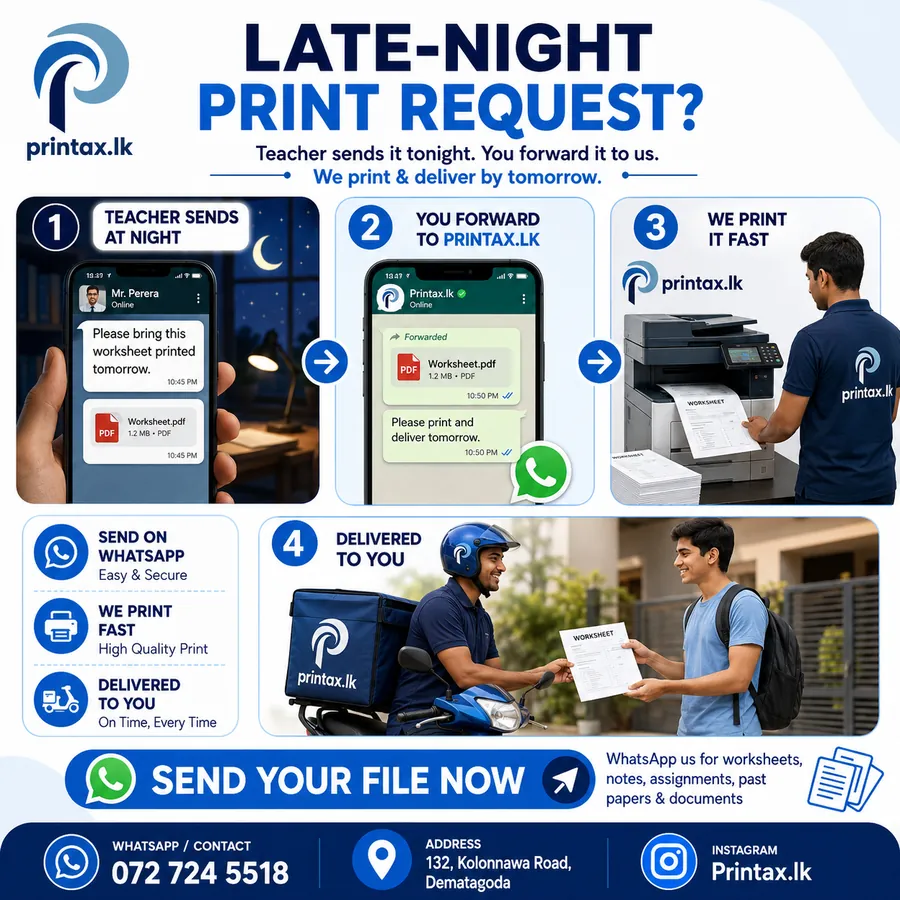 printax.lk
LATE-NIGHT
PRINT REQUEST?
Teacher sends it tonight. You forward it to us.
We print & deliver by tomorrow.
1
TEACHER SENDS
AT NIGHT
Mr. Perera
Online
Please bring this
worksheet printed
tomorrow.
10:45 PM
PDF
Worksheet.pdf
1.2 MB • PDF
10:45 PM
2
YOU FORWARD
TO PRINTAX.LK
Printax.lk
Online
Forwarded
PDF
Worksheet.pdf
1.2 MB • PDF
10:50 PM
Please print and
deliver tomorrow.
10:50 PM
3
WE PRINT
IT FAST
printax.lk
WORKSHEET
WORKSHEET
printax.lk
SEND ON
WHATSAPP
Easy & Secure
WE PRINT
FAST
High Quality Print
DELIVERED
TO YOU
On Time, Every Time
4
DELIVERED
TO YOU
printax.lk
WORKSHEET
SEND YOUR FILE NOW
WhatsApp us for worksheets,
notes, assignments, past
papers & documents
WHATSAPP / CONTACT
072 724 5518
ADDRESS
132, Kolonnawa Road,
Dematagoda
INSTAGRAM
Printax.lk